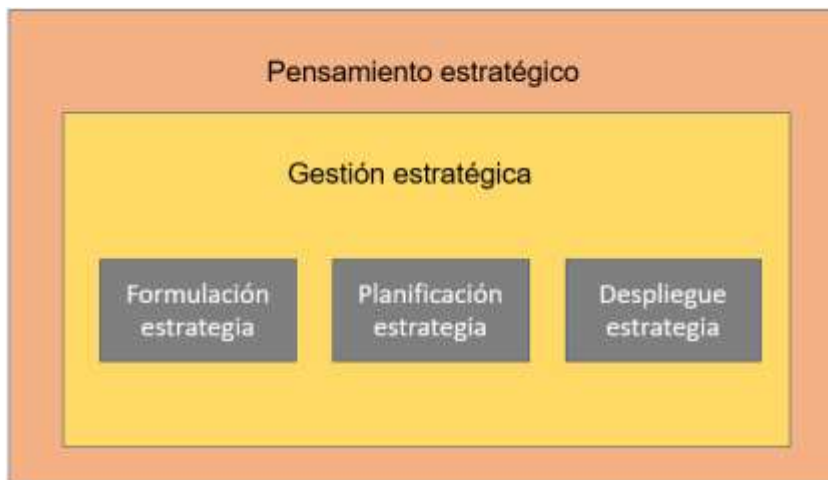 Pensamiento estratégico
Gestión estratégica
Formulación
estrategia
Planificación
estrategia
Despliegue
estrategia